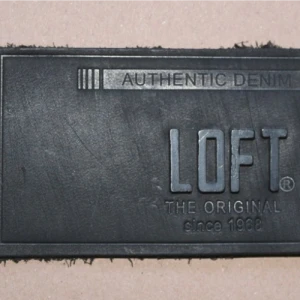 AUTHENTIC DENIM
LOFT®
THE ORIGINAL
since